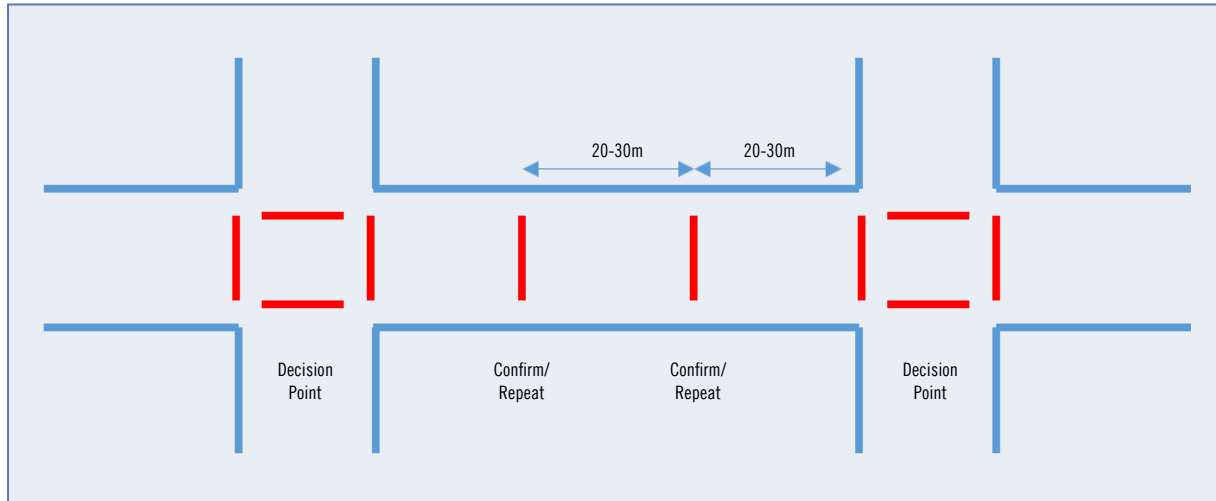 20-30m
20-30m
Decision
Point
Confirm/
Repeat
Confirm/
Repeat
Decision
Point